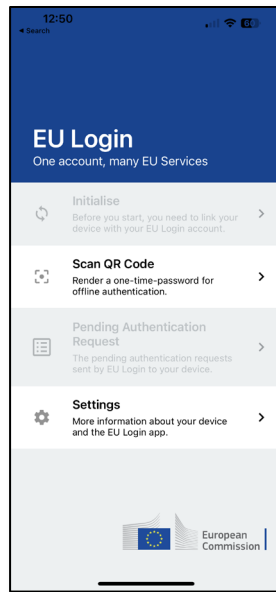 12:50
60
◄ Search
EU Login
One account, many EU Services
Initialise
Before you start, you need to link your
device with your EU Login account.
Scan QR Code
Render a one-time-password for
offline authentication.
Pending Authentication
Request
The pending authentication requests
sent by EU Login to your device.
Settings
More information about your device
and the EU Login app.
European
Commission